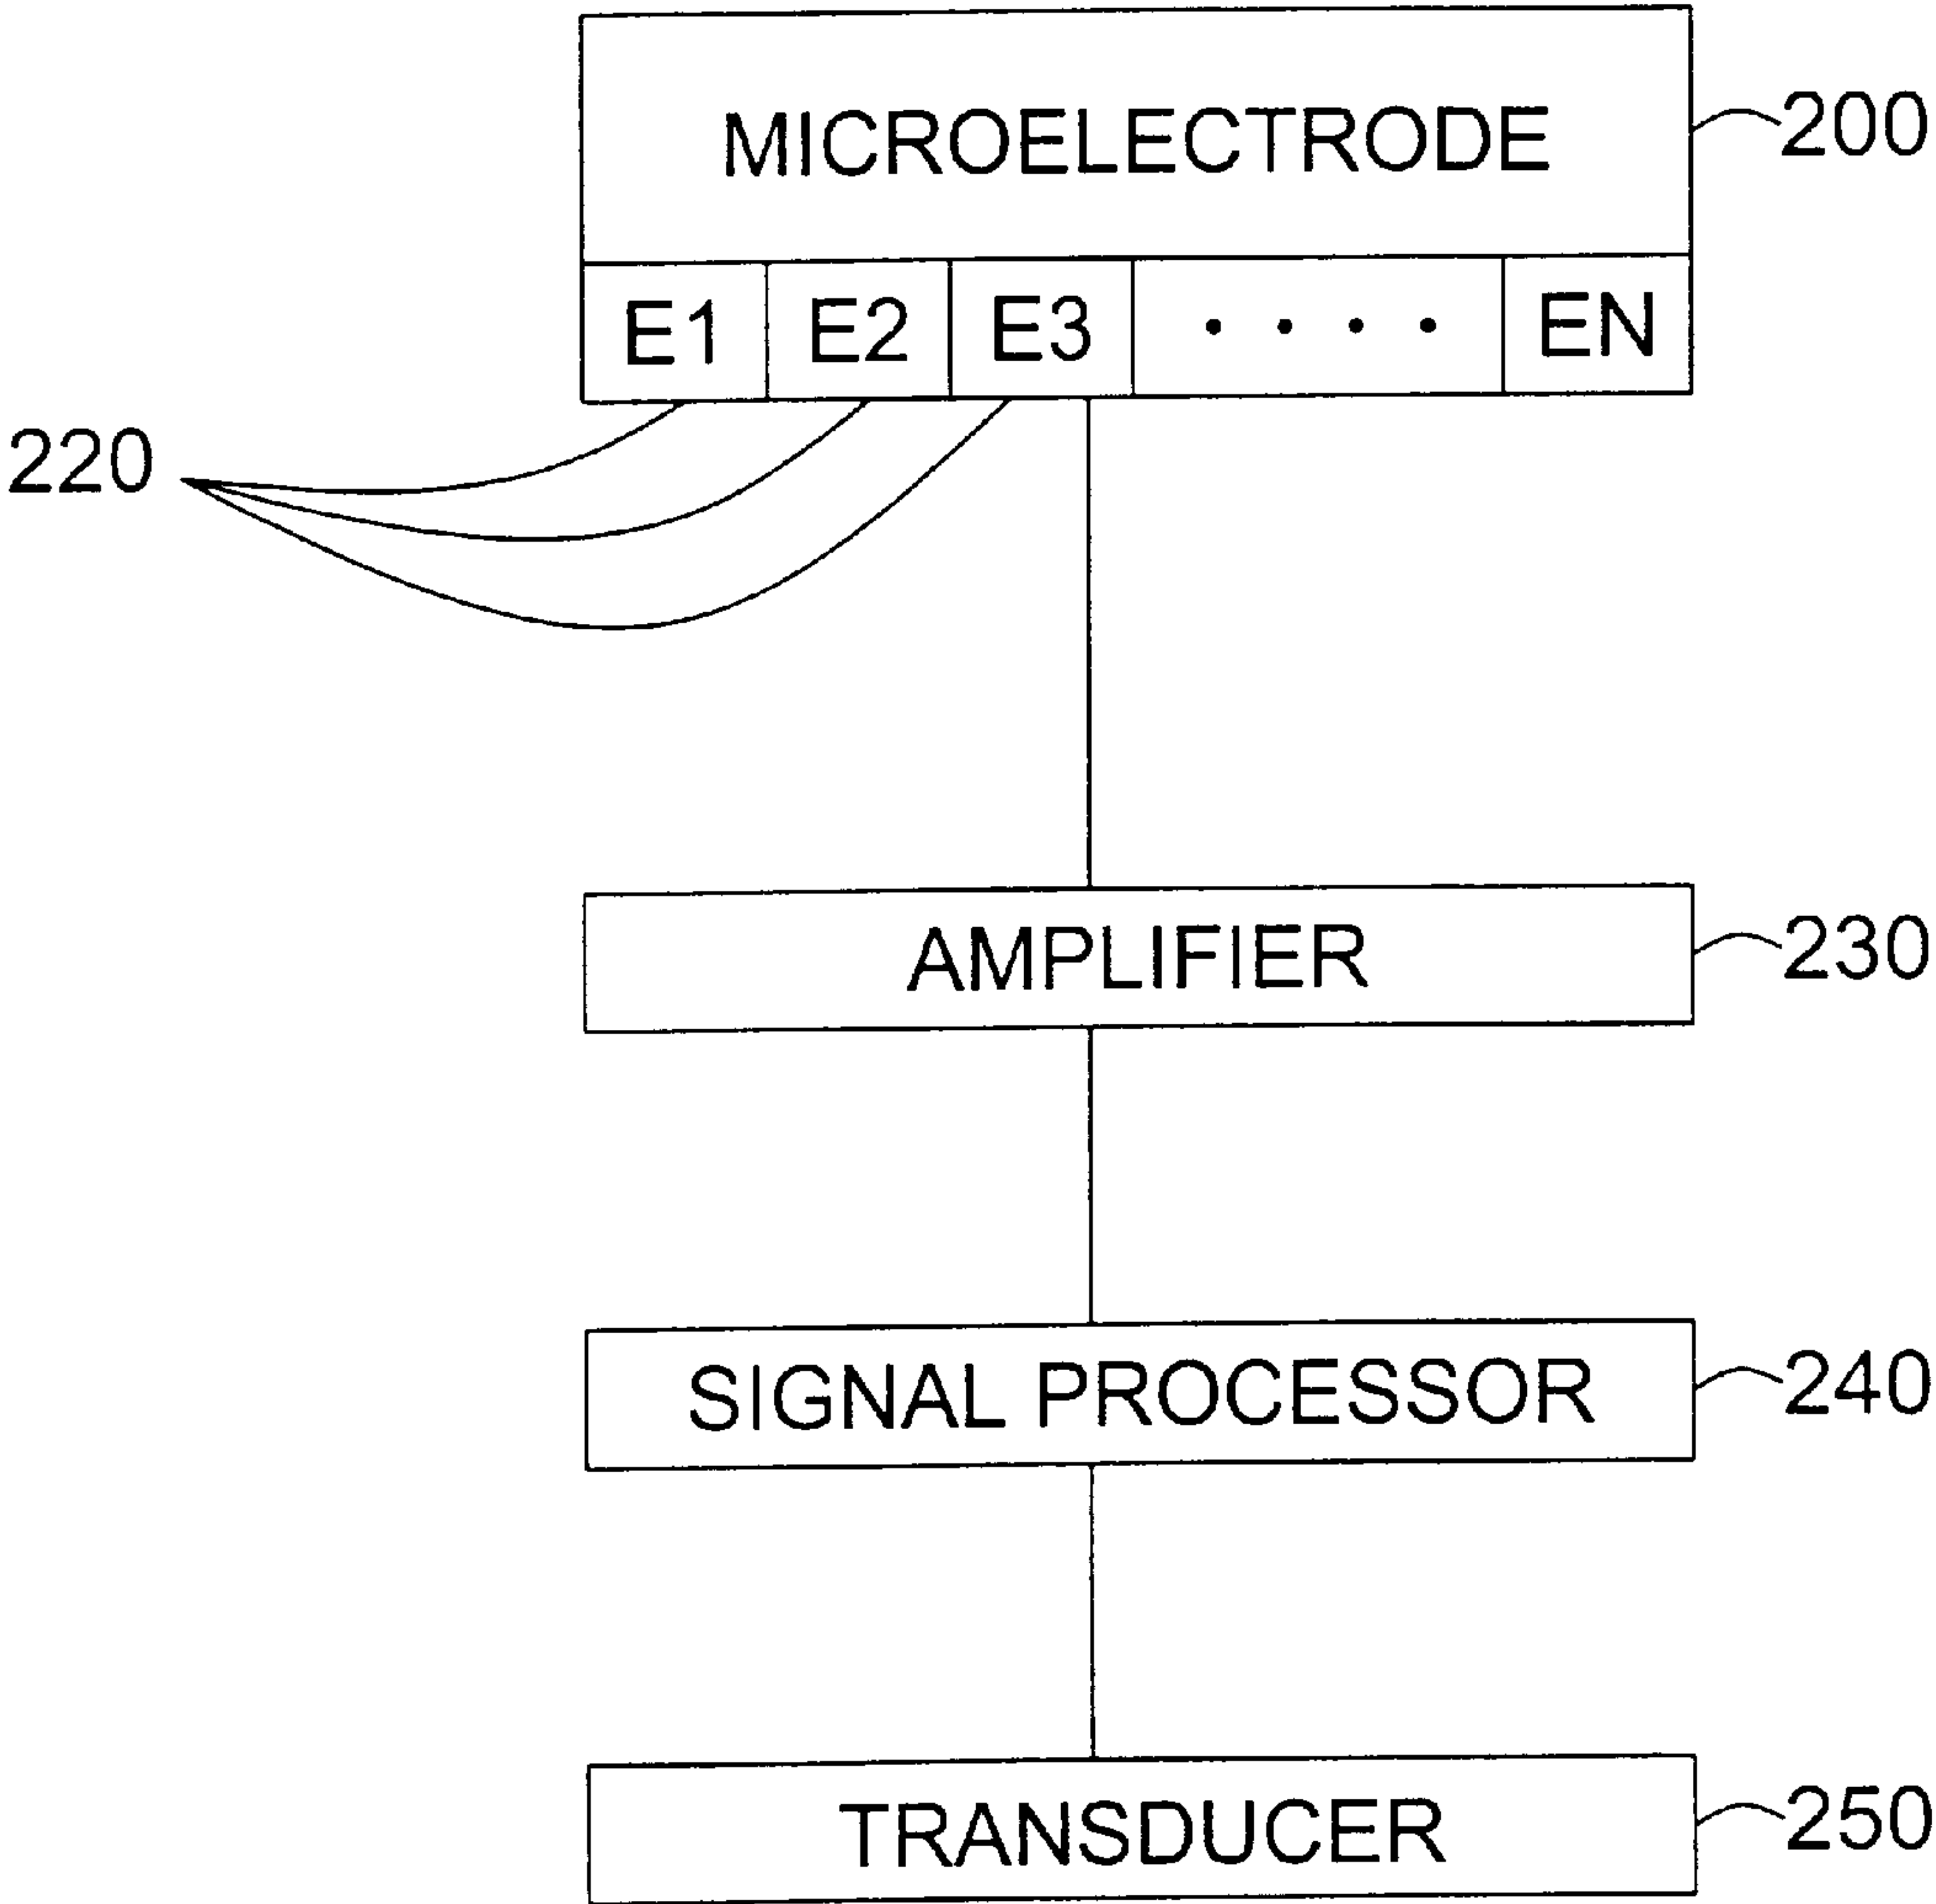 MICROELECTRODE 200
E1 E2 E3 . . . . EN
220
AMPLIFIER 230
SIGNAL PROCESSOR 240
TRANSDUCER 250